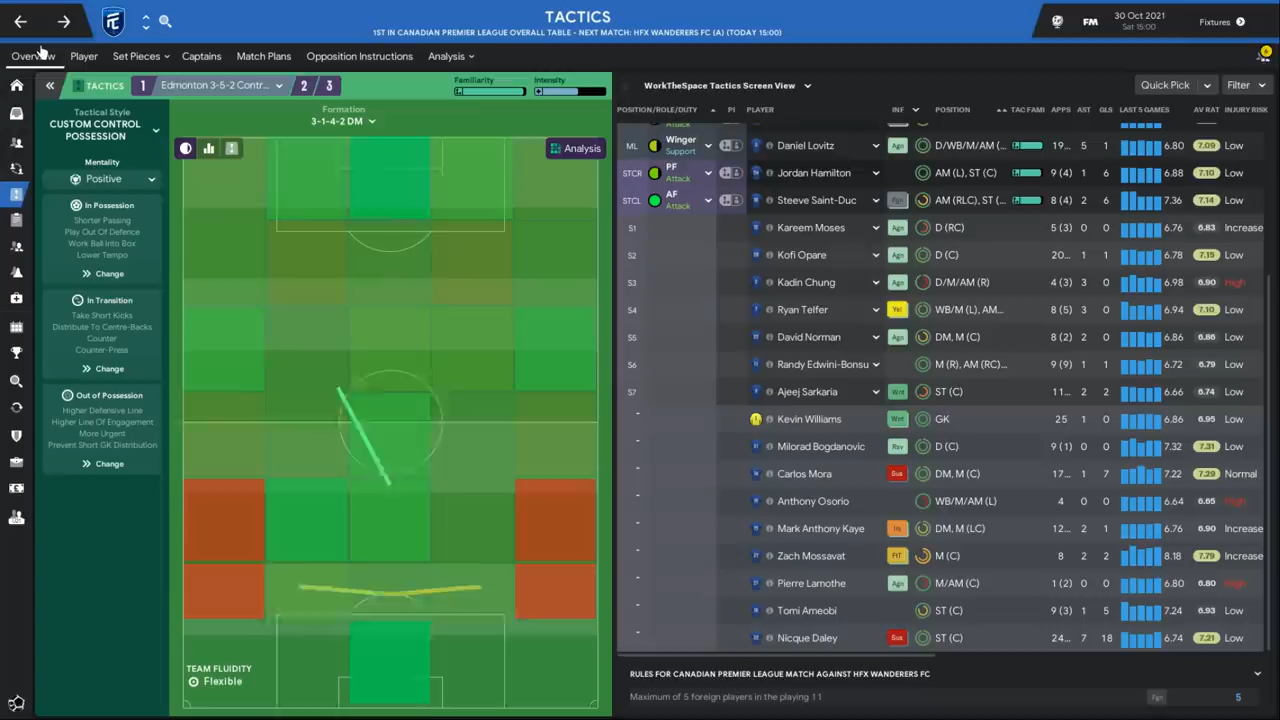 TACTICS
1ST IN CANADIAN PREMIER LEAGUE OVERALL TABLE - NEXT MATCH: HFX WANDERERS FC (A) (TODAY 15:00)
FM
30 Oct 2021
Sat 15:00
Fixtures
Overview
Player
Set Pieces
Captains
Match Plans
Opposition Instructions
Analysis
TACTICS
1
Edmonton 3-5-2 Contr...
2
3
Familiarity
Intensity
Tactical Style
CUSTOM CONTROL POSSESSION
Mentality
Positive
In Possession
Shorter Passing
Play Out Of Defence
Work Ball Into Box
Lower Tempo
Change
In Transition
Take Short Kicks
Distribute To Centre-Backs
Counter
Counter-Press
Change
Out of Possession
Higher Defensive Line
Higher Line Of Engagement
More Urgent
Prevent Short GK Distribution
Change
Formation
3-1-4-2 DM
Analysis
TEAM FLUIDITY
Flexible
WorkTheSpace Tactics Screen View
Quick Pick
Filter
POSITION/ROLE/DUTY PI PLAYER INF POSITION TAC FAMI APPS AST GLS LAST 5 GAMES AV RAT INJURY RISK
Attack
ML Winger Support Daniel Lovitz Agn D/WB/M/AM (... 19... 5 1 6.80 7.09 Low
STCR PF Attack Jordan Hamilton AM (L), ST (C) 9 (4) 1 6 6.88 7.10 Low
STCL AF Attack Steeve Saint-Duc Fgn AM (RLC), ST (... 8 (4) 2 6 7.36 7.14 Low
S1 Kareem Moses Agn D (RC) 5 (3) 0 0 6.76 6.83 Increase
S2 Kofi Opare Agn D (C) 20... 1 1 6.78 7.15 Low
S3 Kadin Chung Agn D/M/AM (R) 4 (3) 3 0 6.98 6.90 High
S4 Ryan Telfer Yel WB/M (L), AM... 8 (5) 3 0 6.94 7.10 Low
S5 David Norman Agn DM, M (C) 8 (2) 2 0 6.86 6.86 Low
S6 Randy Edwini-Bonsu M (R), AM (RC)... 9 (9) 1 1 6.72 6.79 Low
S7 Ajeej Sarkaria Wnt ST (C) 0 0 6.66 6.74 Low
- Kevin Williams Wnt GK 25 1 0 6.86 6.95 Low
- Milorad Bogdanovic Rsv D (C) 9 (1) 0 0 7.32 7.31 Low
- Carlos Mora Sus DM, M (C) 17... 1 7 7.22 7.29 Normal
- Anthony Osorio WB/M/AM (L) 4 0 0 6.64 6.65 High
- Mark Anthony Kaye Inj DM, M (LC) 12... 2 1 6.76 6.90 Increase
- Zach Mossavat FtT M (C) 8 2 2 8.18 7.79 Increase
- Pierre Lamothe Agn M/AM (C) 1 (2) 0 0 6.80 6.80 High
- Tomi Ameobi ST (C) 9 (3) 1 5 7.24 6.93 Low
- Nicque Daley Sus ST (C) 24... 7 18 6.74 7.21 Low
RULES FOR CANADIAN PREMIER LEAGUE MATCH AGAINST HFX WANDERERS FC
Maximum of 5 foreign players in the playing 11 Fgn 5